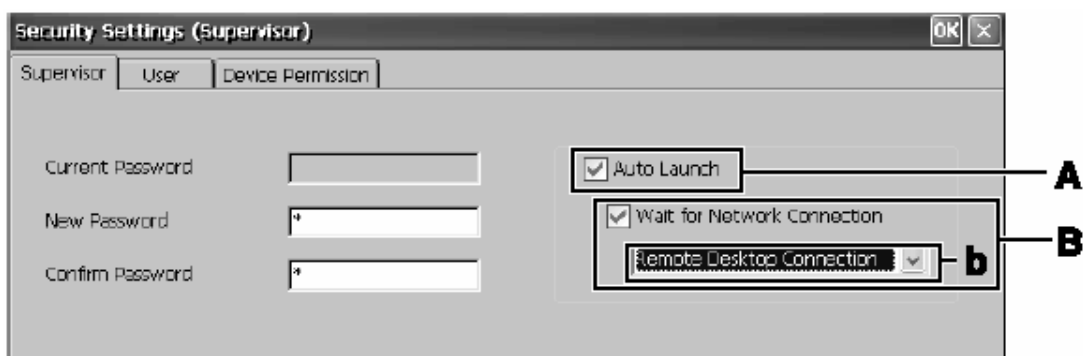 Security Settings (Supervisor) OK
Supervisor User Device Permission
Current Password
Auto Launch
A
New Password *
Wait for Network Connection
B
Remote Desktop Connection
b
Confirm Password *